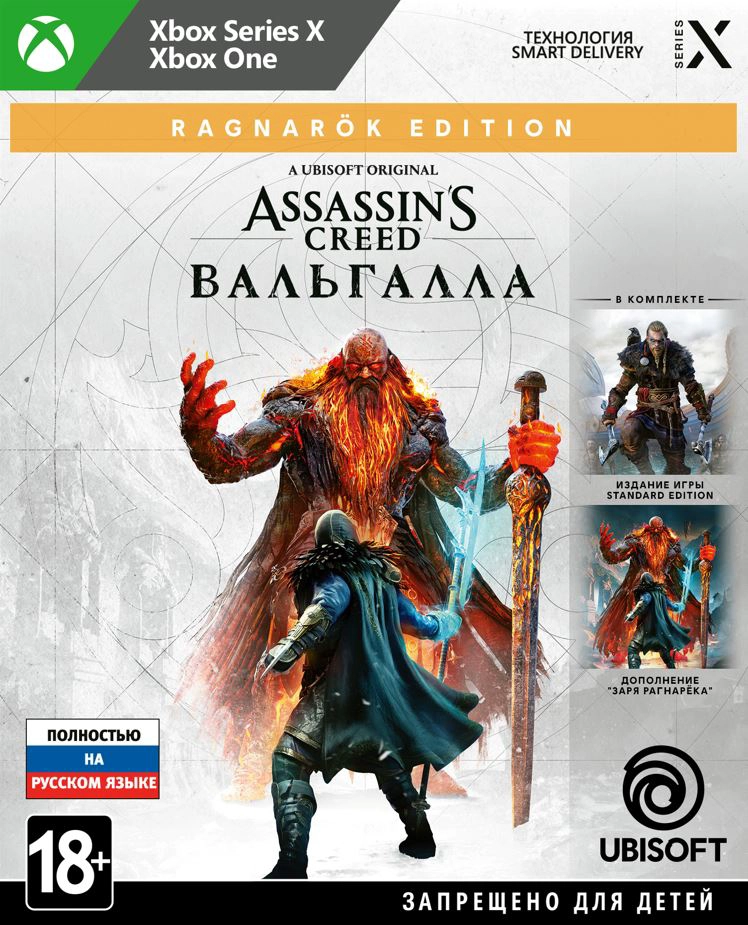 Xbox Series X
Xbox One
ТЕХНОЛОГИЯ
SMART DELIVERY
SERIES X
RAGNARÖK EDITION
A UBISOFT ORIGINAL
ASSASSIN'S
CREED
ВАЛЬГАЛЛА
В КОМПЛЕКТЕ
ИЗДАНИЕ ИГРЫ
STANDARD EDITION
ДОПОЛНЕНИЕ
"ЗАРЯ РАГНАРЁКА"
ПОЛНОСТЬЮ
НА
РУССКОМ ЯЗЫКЕ
UBISOFT
18+
ЗАПРЕЩЕНО ДЛЯ ДЕТЕЙ